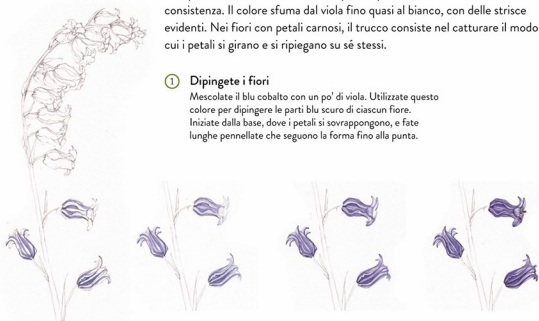 consistenza. Il colore sfuma dal viola fino quasi al bianco, con delle strisce
evidenti. Nei fiori con petali carnosi, il trucco consiste nel catturare il modo in
cui i petali si girano e si ripiegano su sé stessi.
1 Dipingete i fiori
Mescolate il blu cobalto con un po' di viola. Utilizzate questo
colore per dipingere le parti blu scuro di ciascun fiore.
Iniziate dalla base, dove i petali si sovrappongono, e fate
lunghe pennellate che seguono la forma fino alla punta.